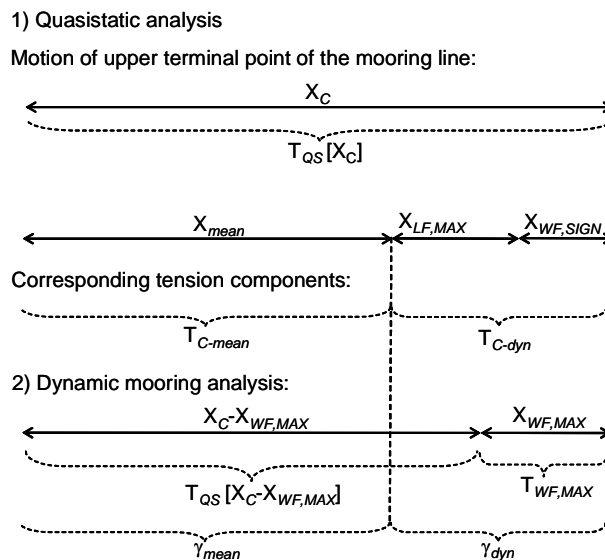 1) Quasistatic analysis
Motion of upper terminal point of the mooring line:
X_C
T_QS [X_C]
X_mean X_LF,MAX X_WF,SIGN
Corresponding tension components:
T_C-mean T_C-dyn
2) Dynamic mooring analysis:
X_C-X_WF,MAX X_WF,MAX
T_QS [X_C-X_WF,MAX] T_WF,MAX
γ_mean γ_dyn